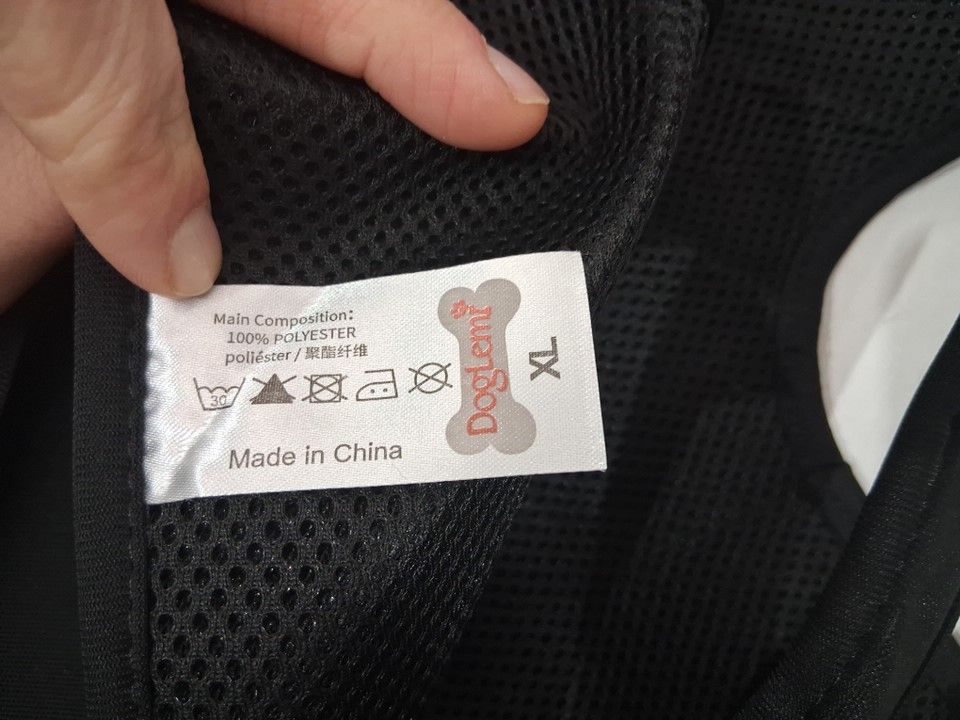 Main Composition:
100% POLYESTER
poliéster / 聚酯纤维
30
Made in China
DogLemi
XL